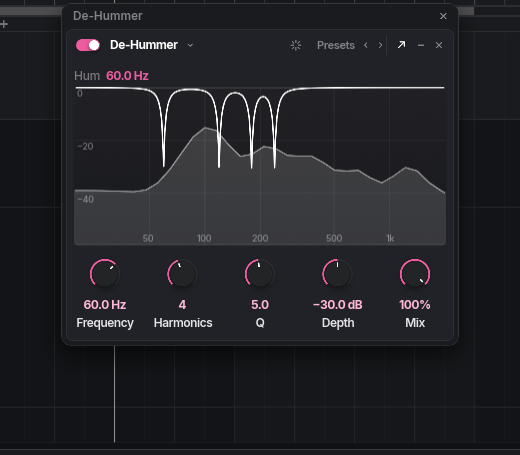 De-Hummer
De-Hummer
Presets
Hum 60.0 Hz
0
−20
−40
50 100 200 500 1k
60.0 Hz 4 5.0 −30.0 dB 100%
Frequency Harmonics Q Depth Mix